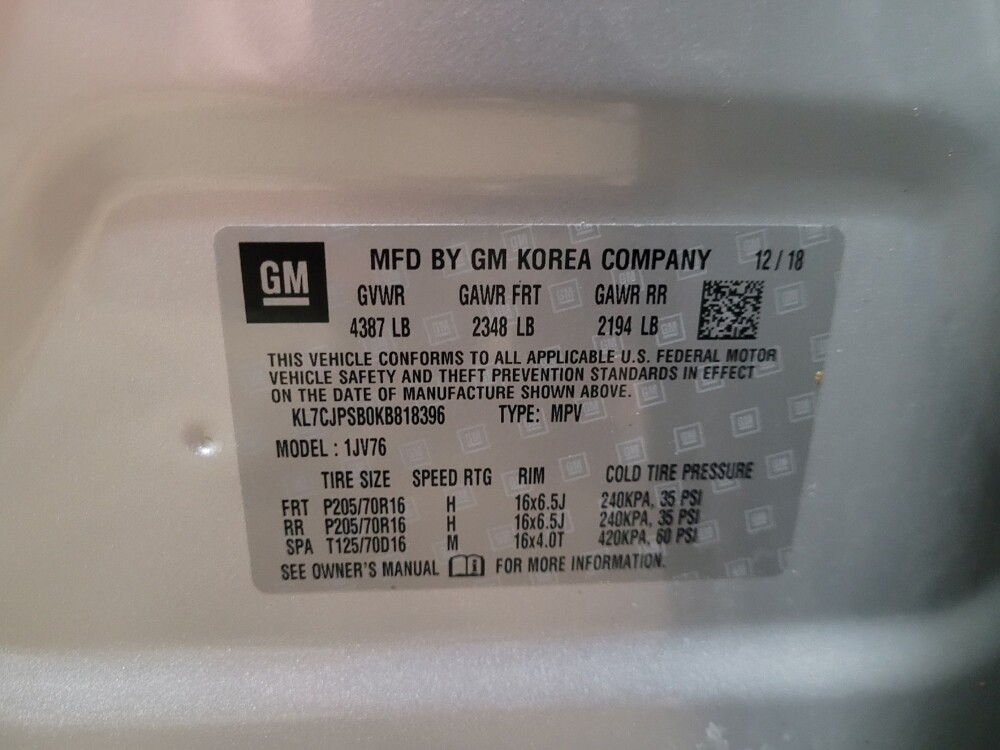 GM
MFD BY GM KOREA COMPANY 12 / 18
GVWR GAWR FRT GAWR RR
4387 LB 2348 LB 2194 LB
THIS VEHICLE CONFORMS TO ALL APPLICABLE U.S. FEDERAL MOTOR
VEHICLE SAFETY AND THEFT PREVENTION STANDARDS IN EFFECT
ON THE DATE OF MANUFACTURE SHOWN ABOVE.
KL7CJPSB0KB818396 TYPE: MPV
MODEL : 1JV76
TIRE SIZE SPEED RTG RIM COLD TIRE PRESSURE
FRT P205/70R16 H 16x6.5J 240KPA, 35 PSI
RR P205/70R16 H 16x6.5J 240KPA, 35 PSI
SPA T125/70D16 M 16x4.0T 420KPA, 60 PSI
SEE OWNER'S MANUAL i FOR MORE INFORMATION.